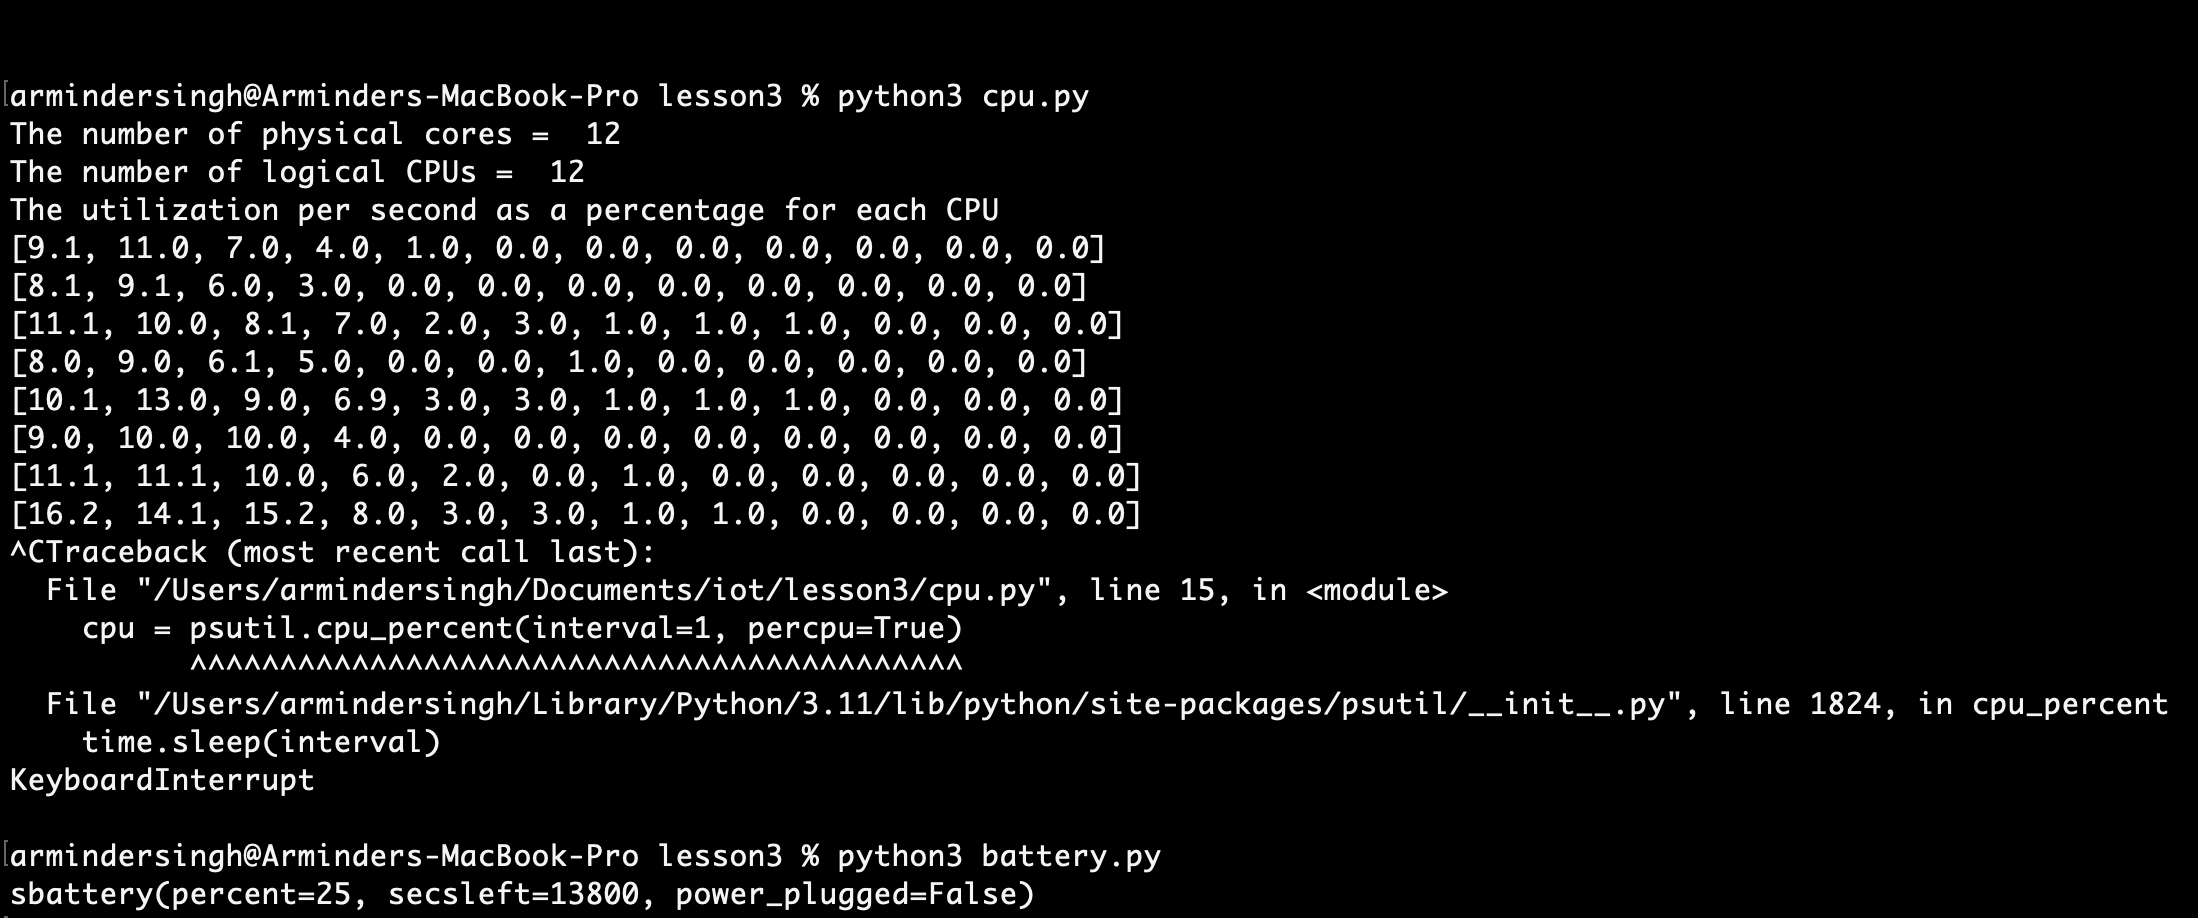 armindersingh@Arminders-MacBook-Pro lesson3 % python3 cpu.py
The number of physical cores =  12
The number of logical CPUs =  12
The utilization per second as a percentage for each CPU
[9.1, 11.0, 7.0, 4.0, 1.0, 0.0, 0.0, 0.0, 0.0, 0.0, 0.0, 0.0]
[8.1, 9.1, 6.0, 3.0, 0.0, 0.0, 0.0, 0.0, 0.0, 0.0, 0.0, 0.0]
[11.1, 10.0, 8.1, 7.0, 2.0, 3.0, 1.0, 1.0, 1.0, 0.0, 0.0, 0.0]
[8.0, 9.0, 6.1, 5.0, 0.0, 0.0, 1.0, 0.0, 0.0, 0.0, 0.0, 0.0]
[10.1, 13.0, 9.0, 6.9, 3.0, 3.0, 1.0, 1.0, 1.0, 0.0, 0.0, 0.0]
[9.0, 10.0, 10.0, 4.0, 0.0, 0.0, 0.0, 0.0, 0.0, 0.0, 0.0, 0.0]
[11.1, 11.1, 10.0, 6.0, 2.0, 0.0, 1.0, 0.0, 0.0, 0.0, 0.0, 0.0]
[16.2, 14.1, 15.2, 8.0, 3.0, 3.0, 1.0, 1.0, 0.0, 0.0, 0.0, 0.0]
^CTraceback (most recent call last):
  File "/Users/armindersingh/Documents/iot/lesson3/cpu.py", line 15, in <module>
    cpu = psutil.cpu_percent(interval=1, percpu=True)
          ^^^^^^^^^^^^^^^^^^^^^^^^^^^^^^^^^^^^^^^^^^^
  File "/Users/armindersingh/Library/Python/3.11/lib/python/site-packages/psutil/__init__.py", line 1824, in cpu_percent
    time.sleep(interval)
KeyboardInterrupt
armindersingh@Arminders-MacBook-Pro lesson3 % python3 battery.py
sbattery(percent=25, secsleft=13800, power_plugged=False)